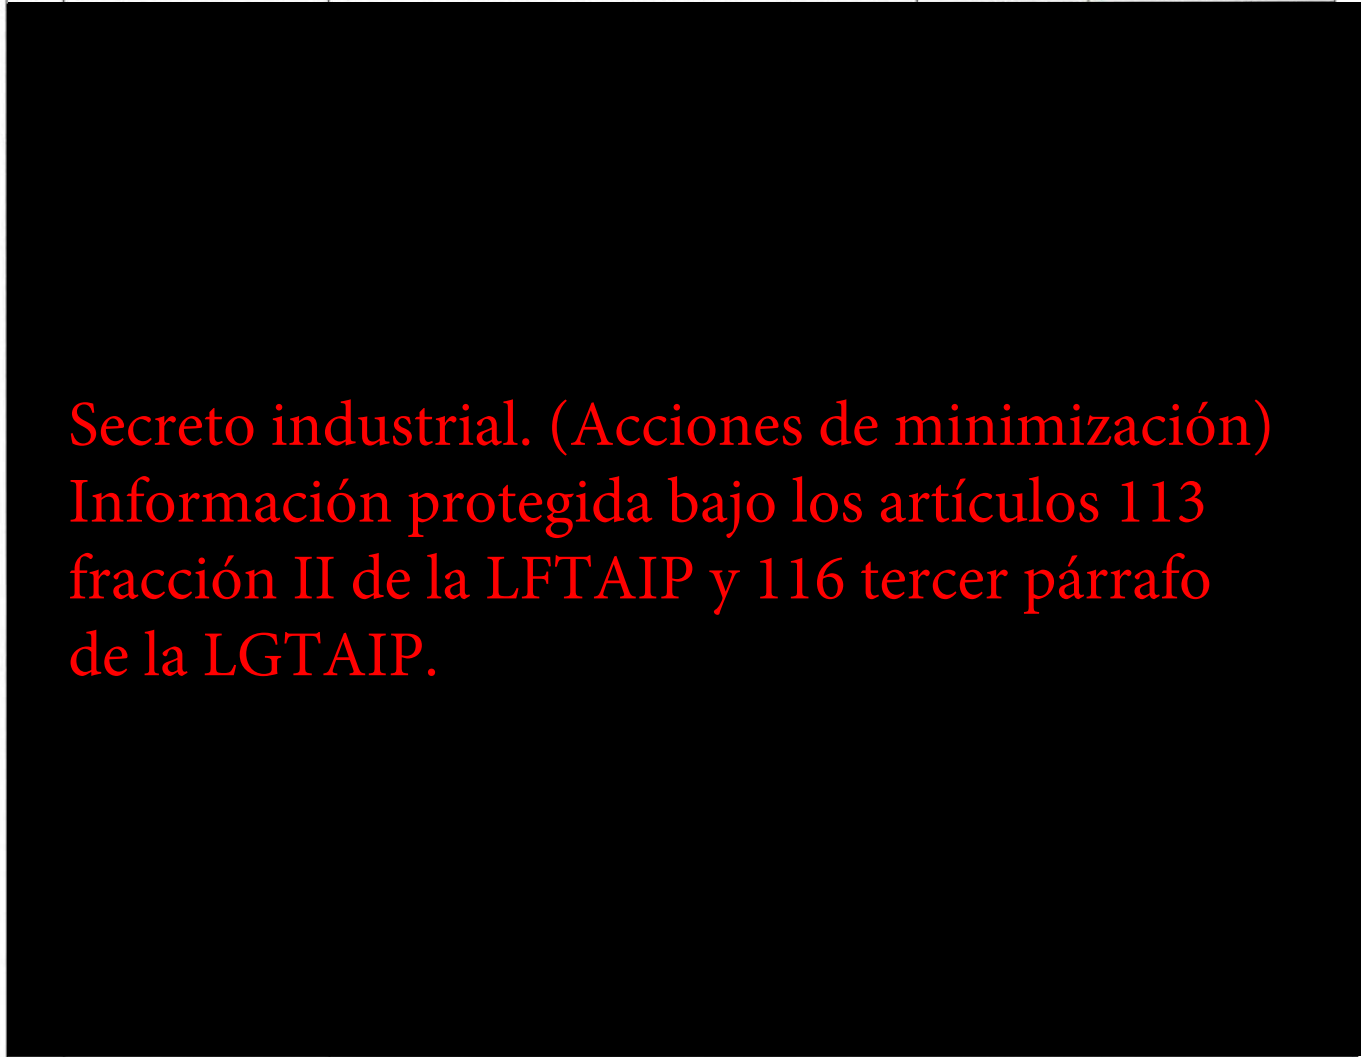 Secreto industrial. (Acciones de minimización)
Información protegida bajo los artículos 113
fracción II de la LFTAIP y 116 tercer párrafo
de la LGTAIP.